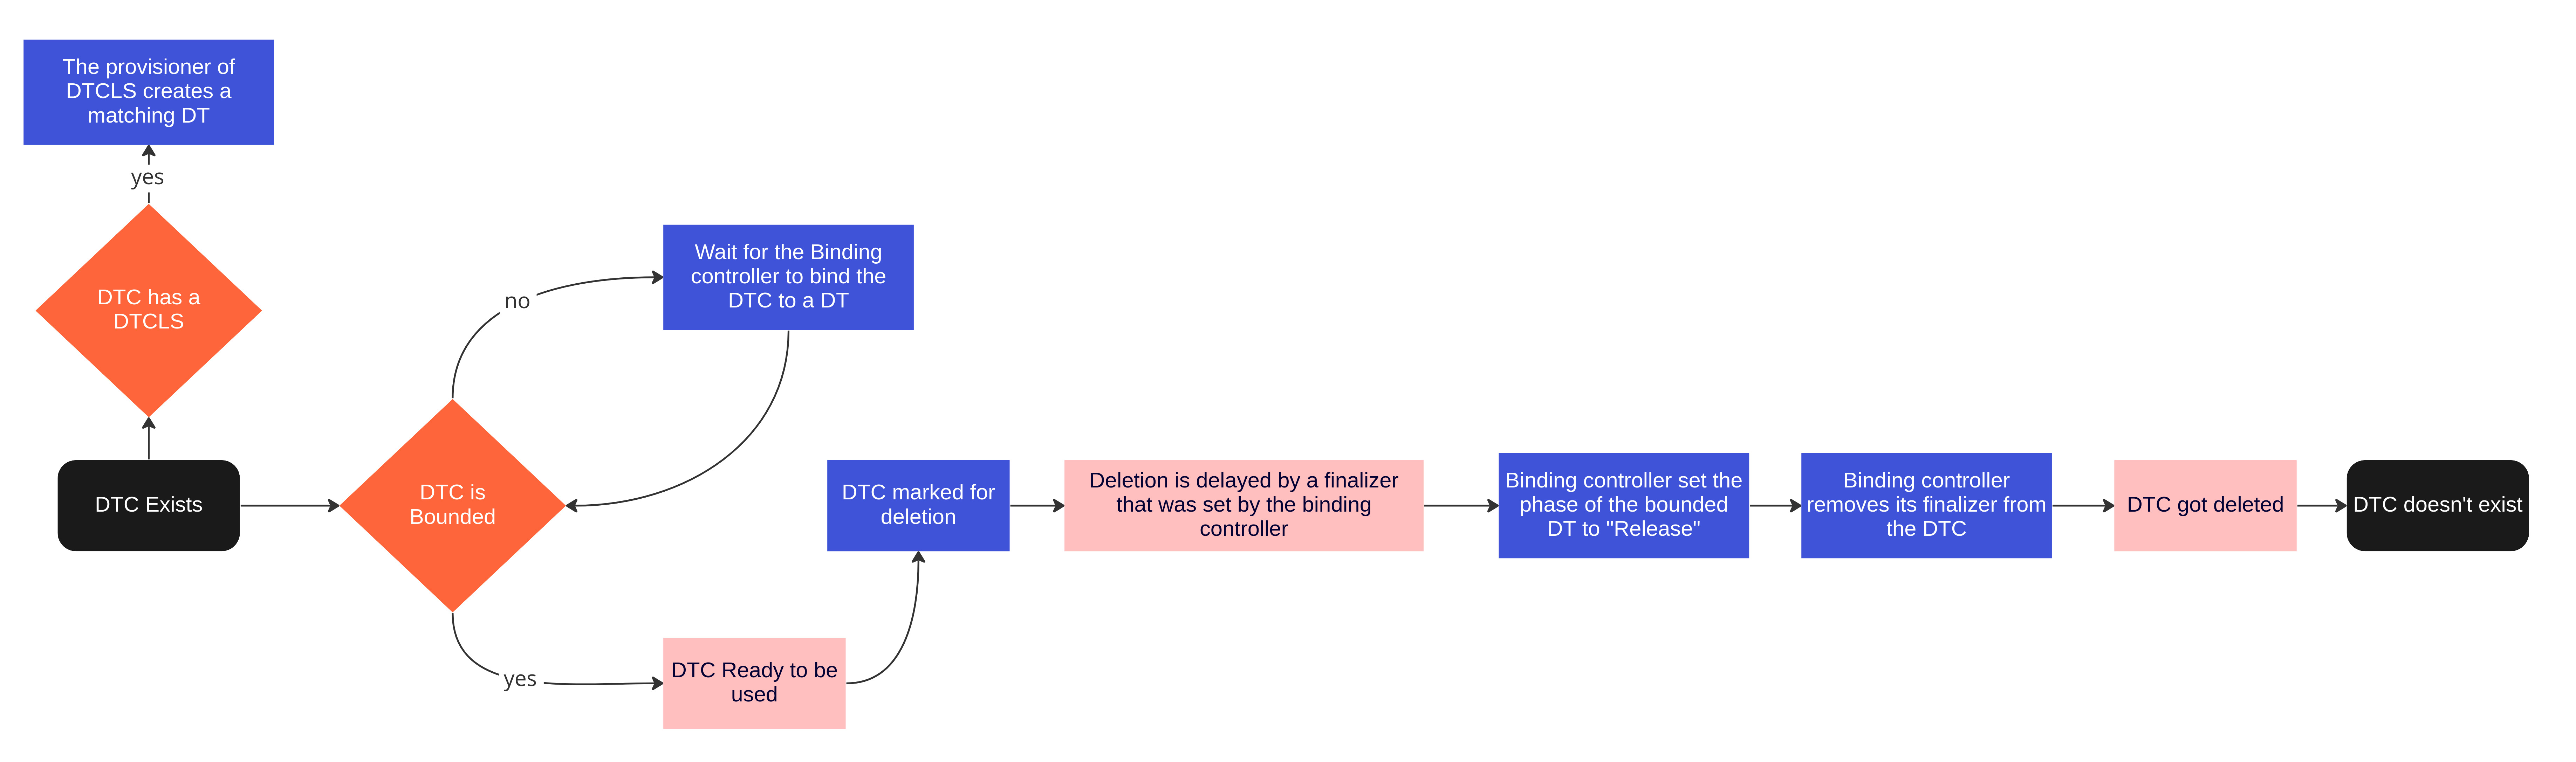 The provisioner of
DTCLS creates a
matching DT
yes
DTC has a
DTCLS
DTC Exists
DTC is
Bounded
no
Wait for the Binding
controller to bind the
DTC to a DT
yes
DTC Ready to be
used
DTC marked for
deletion
Deletion is delayed by a finalizer
that was set by the binding
controller
Binding controller set the
phase of the bounded
DT to "Release"
Binding controller
removes its finalizer from
the DTC
DTC got deleted
DTC doesn't exist